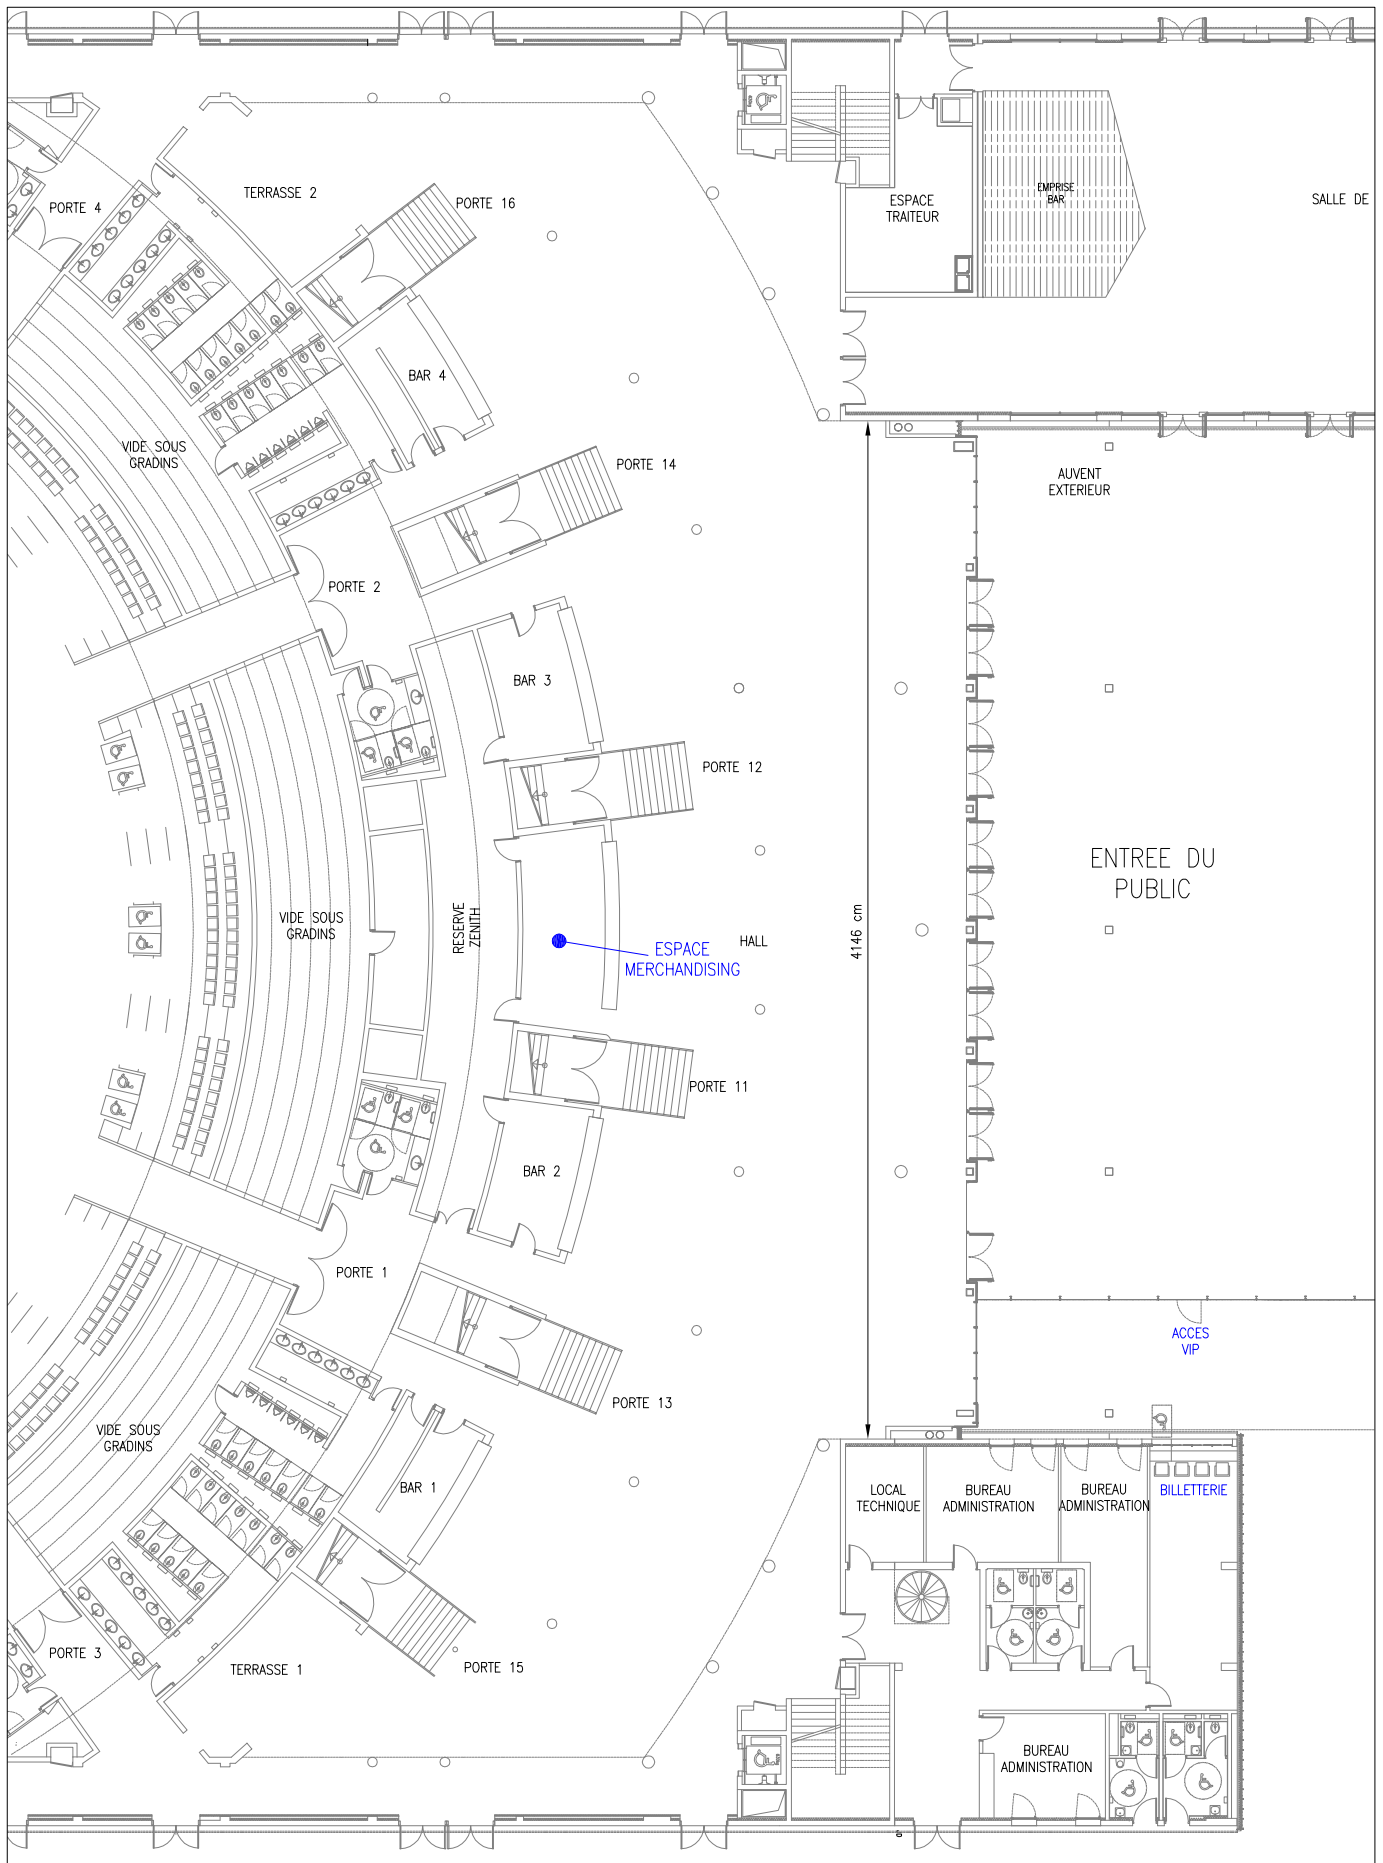 TERRASSE 2
PORTE 16
PORTE 4
ESPACE
TRAITEUR
EMPRISE
BAR
SALLE DE
BAR 4
VIDE SOUS
GRADINS
PORTE 14
AUVENT
EXTERIEUR
PORTE 2
BAR 3
PORTE 12
ENTREE DU
PUBLIC
VIDE SOUS
GRADINS
RESERVE
ZENITH
ESPACE
MERCHANDISING
HALL
4146 cm
PORTE 11
BAR 2
PORTE 1
ACCES
VIP
PORTE 13
VIDE SOUS
GRADINS
BAR 1
LOCAL
TECHNIQUE
BUREAU
ADMINISTRATION
BUREAU
ADMINISTRATION
BILLETTERIE
PORTE 3
TERRASSE 1
PORTE 15
BUREAU
ADMINISTRATION